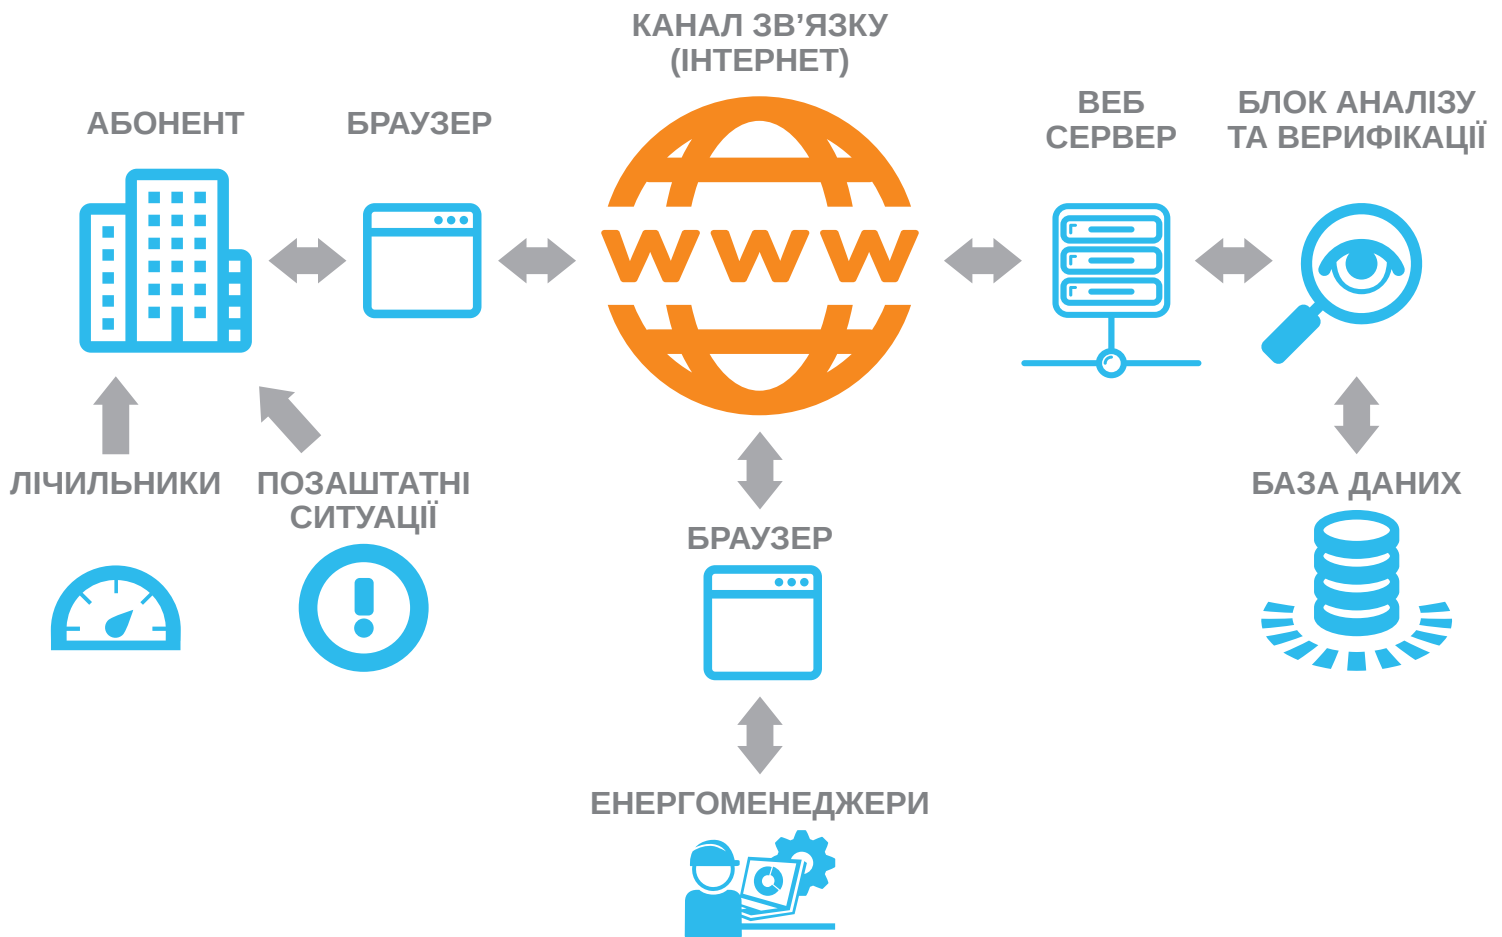 КАНАЛ ЗВ’ЯЗКУ
(ІНТЕРНЕТ)
АБОНЕНТ
БРАУЗЕР
ВЕБ
СЕРВЕР
БЛОК АНАЛІЗУ
ТА ВЕРИФІКАЦІЇ
www
ЛІЧИЛЬНИКИ
ПОЗАШТАТНІ
СИТУАЦІЇ
БРАУЗЕР
БАЗА ДАНИХ
ЕНЕРГОМЕНЕДЖЕРИ